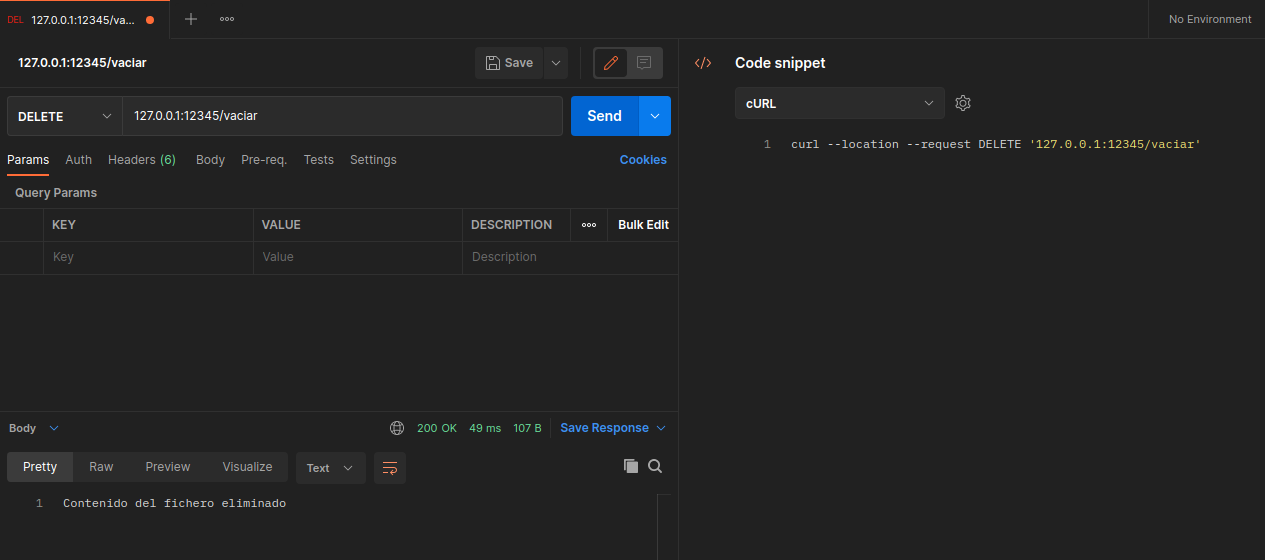 DEL 127.0.0.1:12345/va...
No Environment
127.0.0.1:12345/vaciar
Save
Code snippet
cURL
DELETE
127.0.0.1:12345/vaciar
Send
1 curl --location --request DELETE '127.0.0.1:12345/vaciar'
Params Auth Headers (6) Body Pre-req. Tests Settings Cookies
Query Params
KEY VALUE DESCRIPTION Bulk Edit
Key Value Description
Body 200 OK 49 ms 107 B Save Response
Pretty Raw Preview Visualize Text
1 Contenido del fichero eliminado